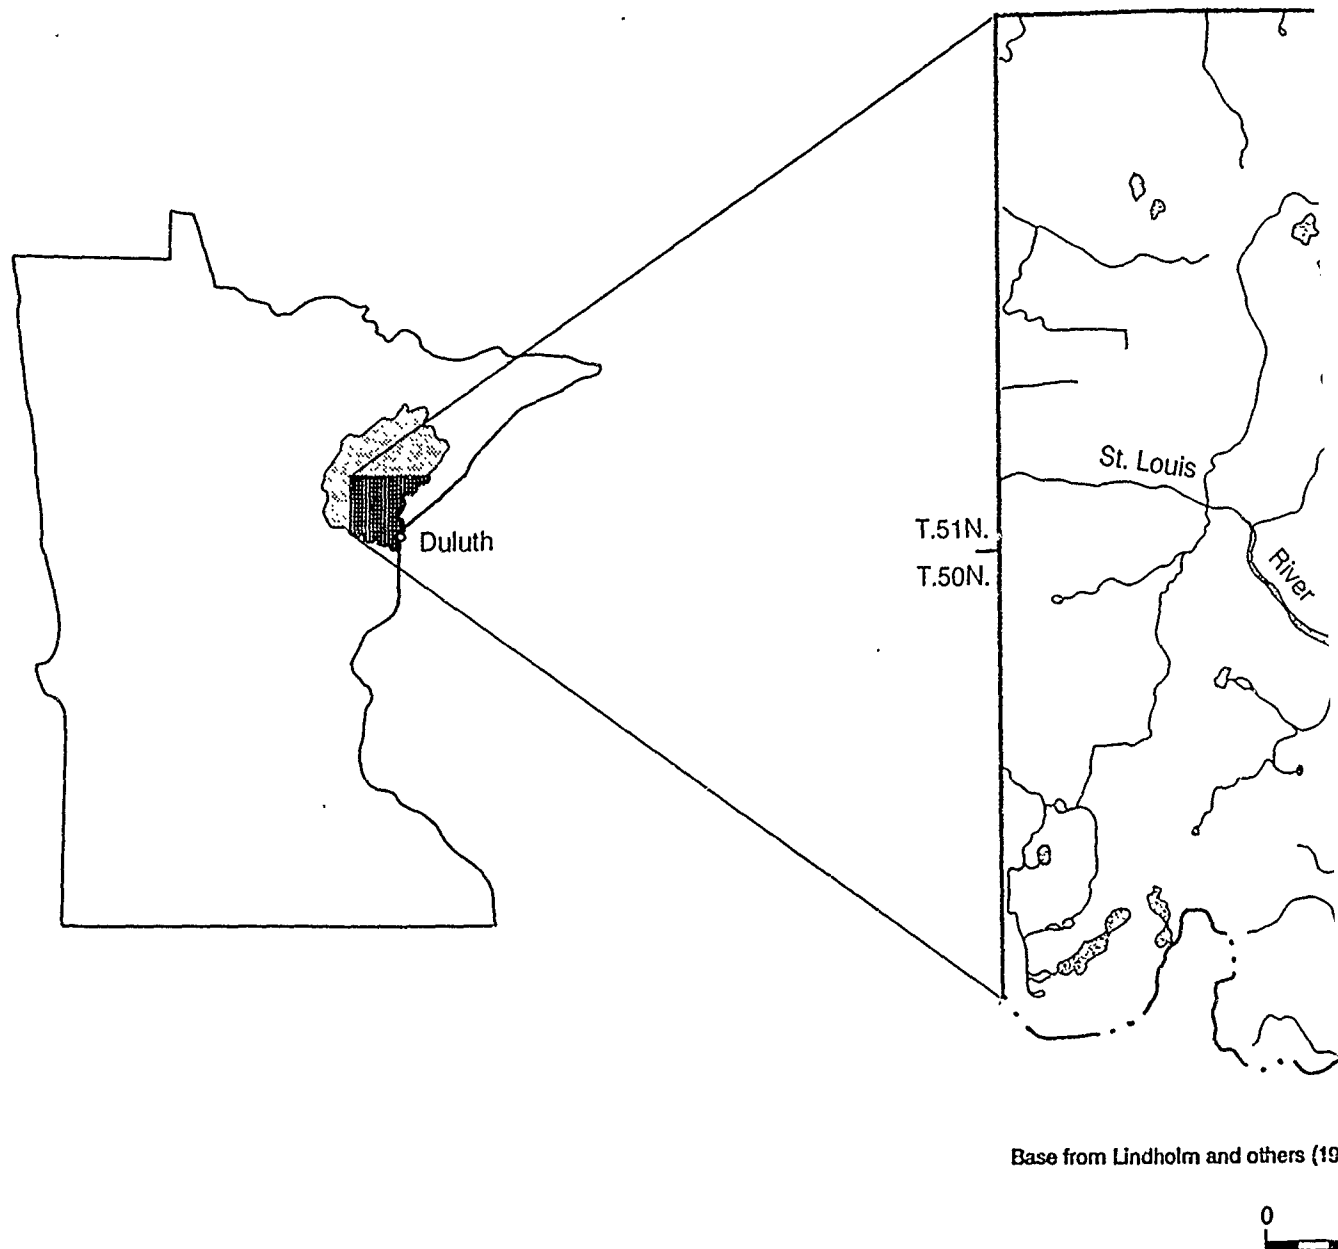 St. Louis
T.51N.
T.50N.
Duluth
River
Base from Lindholm and others (19
0